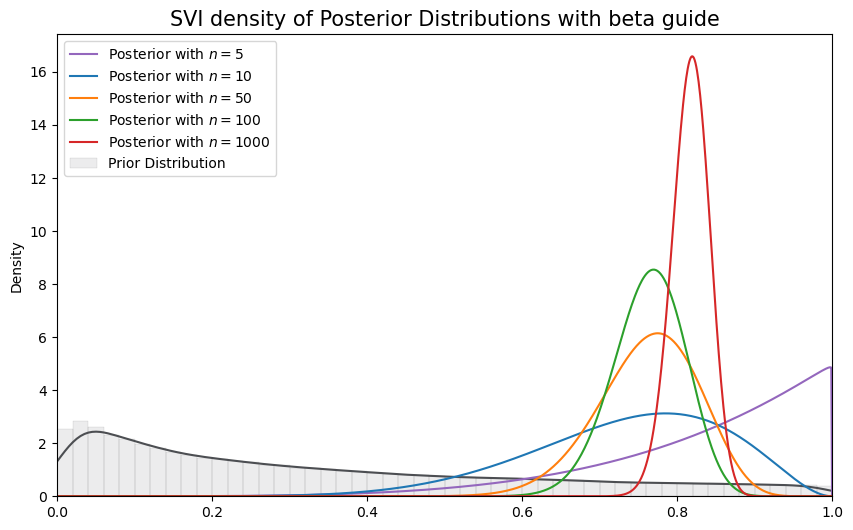 SVI density of Posterior Distributions with beta guide
Posterior with n = 5
Posterior with n = 10
Posterior with n = 50
Posterior with n = 100
Posterior with n = 1000
Prior Distribution
Density
16
14
12
10
8
6
4
2
0
0.0 0.2 0.4 0.6 0.8 1.0